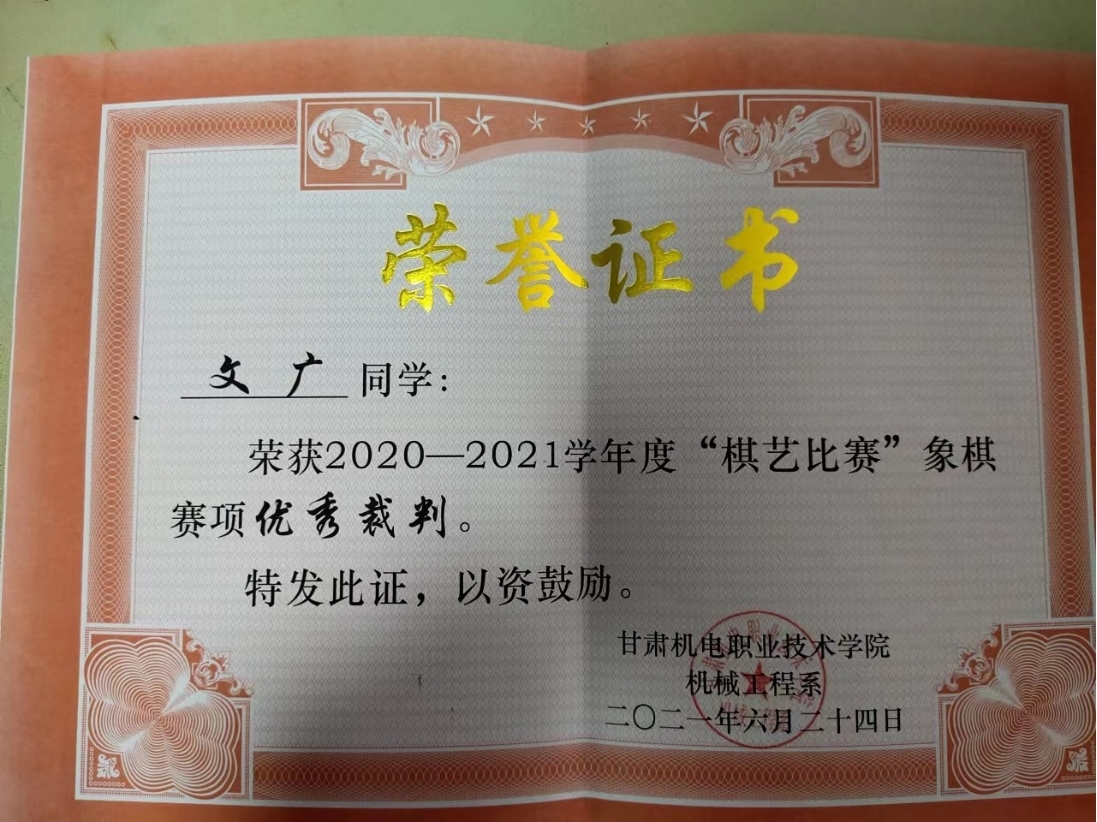 荣誉证书
文广 同学：
荣获2020—2021学年度“棋艺比赛”象棋
赛项优秀裁判。
特发此证，以资鼓励。
甘肃机电职业技术学院
机械工程系
二〇二一年六月二十四日